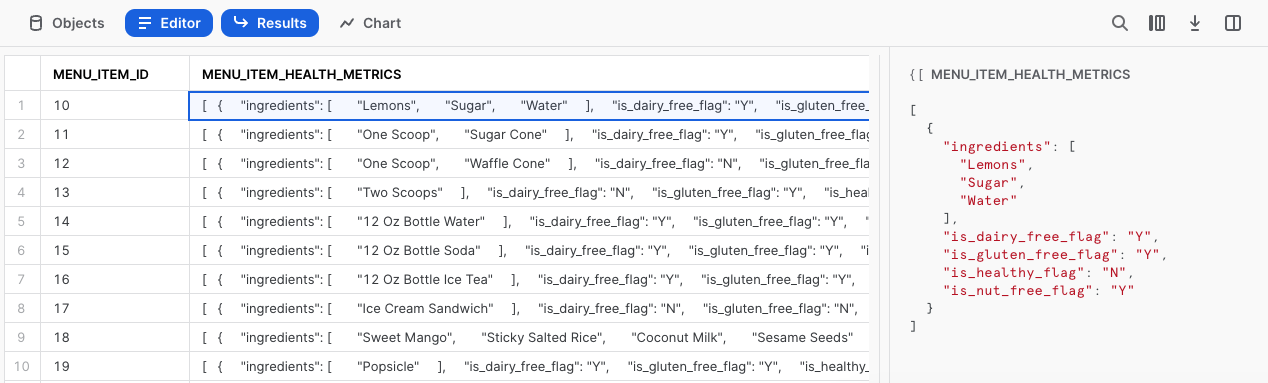 Objects Editor Results Chart
MENU_ITEM_ID MENU_ITEM_HEALTH_METRICS
1 10 [ { "ingredients": [ "Lemons", "Sugar", "Water" ], "is_dairy_free_flag": "Y", "is_gluten_free_
2 11 [ { "ingredients": [ "One Scoop", "Sugar Cone" ], "is_dairy_free_flag": "Y", "is_gluten_free_flag
3 12 [ { "ingredients": [ "One Scoop", "Waffle Cone" ], "is_dairy_free_flag": "N", "is_gluten_free_fla
4 13 [ { "ingredients": [ "Two Scoops" ], "is_dairy_free_flag": "N", "is_gluten_free_flag": "Y", "is_heal
5 14 [ { "ingredients": [ "12 Oz Bottle Water" ], "is_dairy_free_flag": "Y", "is_gluten_free_flag": "Y", "
6 15 [ { "ingredients": [ "12 Oz Bottle Soda" ], "is_dairy_free_flag": "Y", "is_gluten_free_flag": "Y", "i
7 16 [ { "ingredients": [ "12 Oz Bottle Ice Tea" ], "is_dairy_free_flag": "Y", "is_gluten_free_flag": "Y",
8 17 [ { "ingredients": [ "Ice Cream Sandwich" ], "is_dairy_free_flag": "N", "is_gluten_free_flag": "N",
9 18 [ { "ingredients": [ "Sweet Mango", "Sticky Salted Rice", "Coconut Milk", "Sesame Seeds"
10 19 [ { "ingredients": [ "Popsicle" ], "is_dairy_free_flag": "Y", "is_gluten_free_flag": "Y", "is_healthy_
{[ MENU_ITEM_HEALTH_METRICS
[
{
"ingredients": [
"Lemons",
"Sugar",
"Water"
],
"is_dairy_free_flag": "Y",
"is_gluten_free_flag": "Y",
"is_healthy_flag": "N",
"is_nut_free_flag": "Y"
}
]